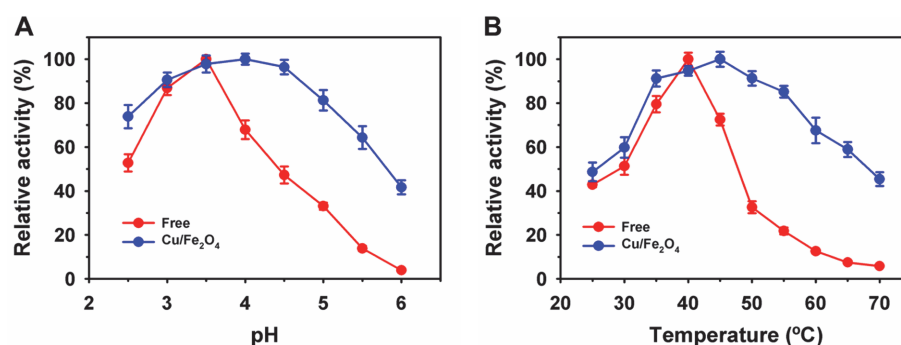 A
Relative activity (%)
100
80
60
40
20
0
Free
Cu/Fe₂O₄
2
3
4
5
6
pH
B
Relative activity (%)
100
80
60
40
20
0
Free
Cu/Fe₂O₄
20
30
40
50
60
70
Temperature (ºC)